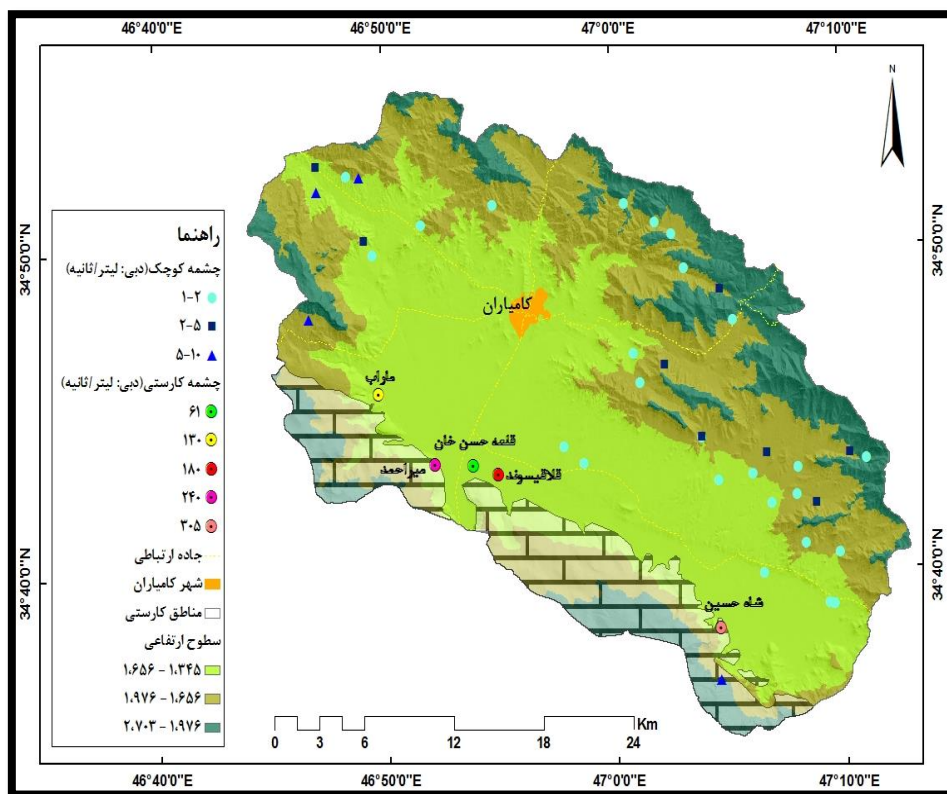 46°40'0"E 46°50'0"E 47°0'0"E 47°10'0"E
N
34°50'0"N
34°40'0"N
راهنما
چشمه کوچک(دبی: لیتر/ثانیه)
۱-۲
۲-۵
۵-۱۰
چشمه کارستی(دبی: لیتر/ثانیه)
۶۱
۱۳۰
۱۸۰
۲۴۰
۳۰۵
جاده ارتباطی
شهر کامیاران
مناطق کارستی
سطوح ارتفاعی
۱،۶۵۶ - ۱،۳۴۵
۱،۹۷۶ - ۱،۶۵۶
۲،۷۰۳ - ۱،۹۷۶
کامیاران
ماراب
قلعه حسن خان
میراحمد
قلاقیسوند
شاه حسین
34°50'0"N
34°40'0"N
Km
0 3 6 12 18 24
46°40'0"E 46°50'0"E 47°0'0"E 47°10'0"E